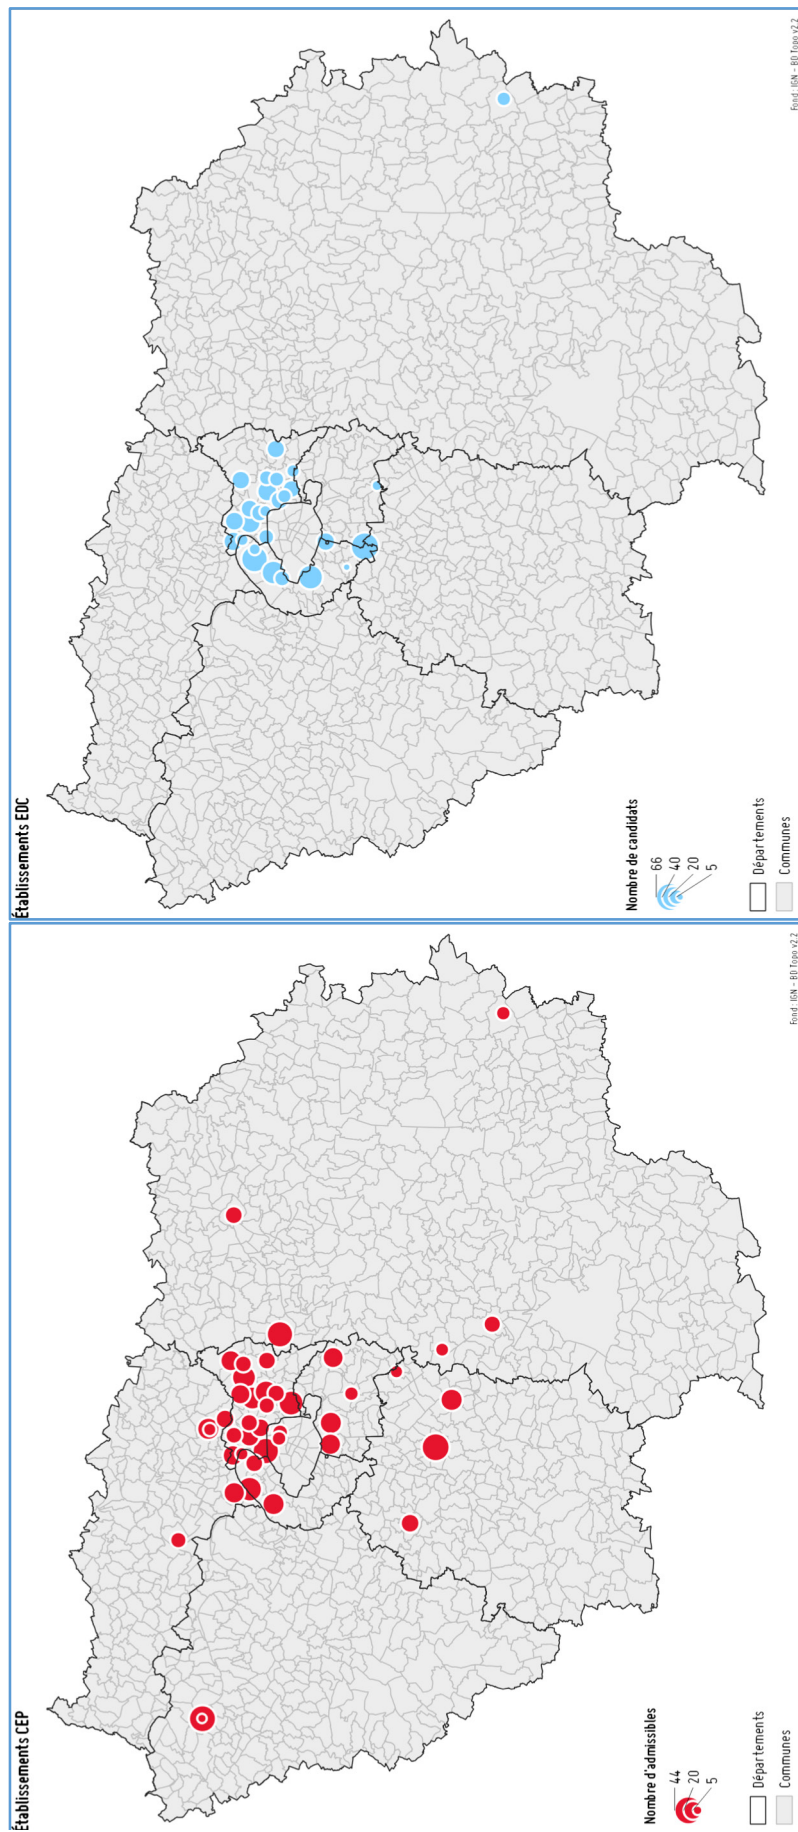 Établissements CEP
Nombre d'admissibles
44
20
5
Départements
Communes
Fond : IGN - BD Topo v2.2
Établissements EDC
Nombre de candidats
66
40
20
5
Départements
Communes
Fond : IGN - BD Topo v2.2